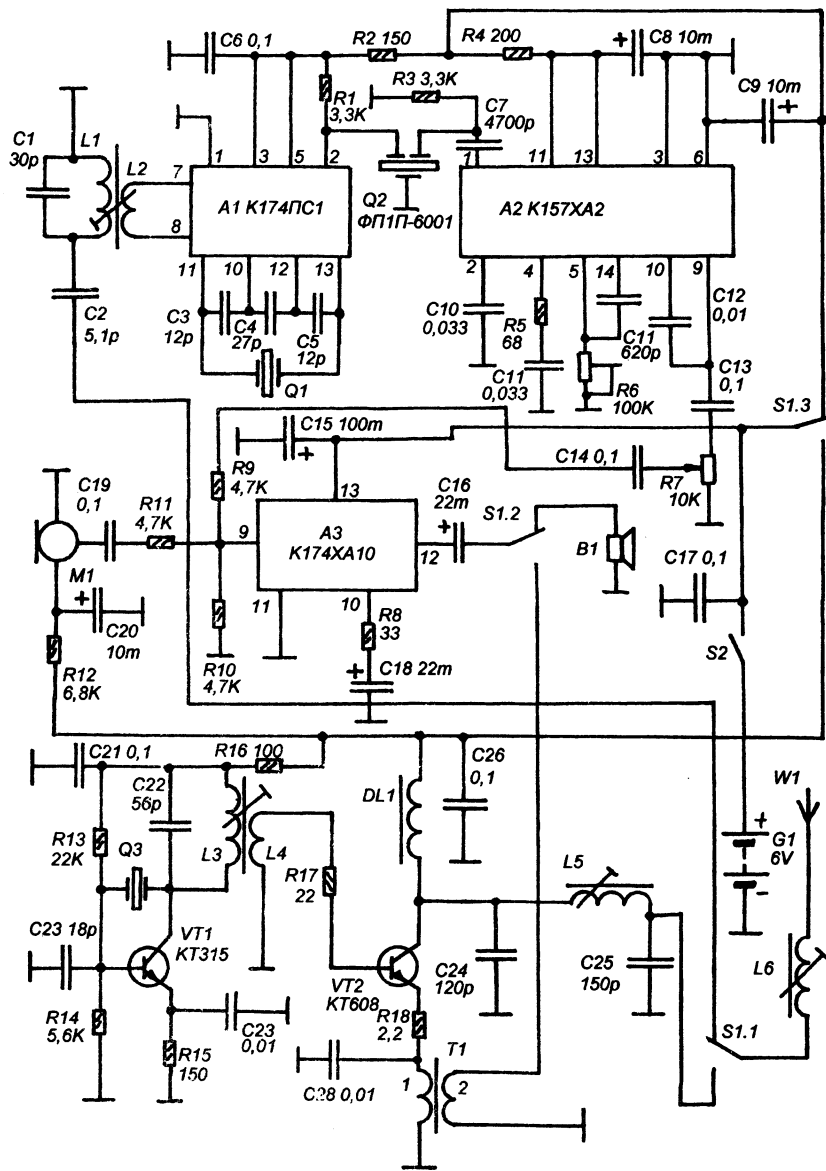 C6 0,1
R2 150
R4 200
C8 10m
+
R3 3,3K
C9 10m
+
R1
3,3K
C7
4700p
C1
30p
L1
L2
7
8
1
3
5
2
A1 К174ПС1
11
10
12
13
Q2
ФП1П-6001
1
11
13
3
6
A2 К157ХА2
2
4
5
14
10
9
C2
5,1p
C3
12p
C4
27p
C5
12p
Q1
C10
0,033
R5
68
C11
0,033
C11
620p
R6
100K
C12
0,01
C13
0,1
S1.3
C15 100m
+
C14 0,1
R7
10K
C19
0,1
R11
4,7K
R9
4,7K
13
9
A3
К174ХА10
12
11
10
C16
22m
+
S1.2
B1
C17 0,1
M1
+
C20
10m
R12
6,8K
R10
4,7K
R8
33
+
C18 22m
S2
C21 0,1
R16 100
C26
0,1
C22
56p
DL1
W1
R13
22K
Q3
L3
L4
R17
22
L5
+
G1
6V
-
C23 18p
VT1
КТ315
VT2
КТ608
C24
120p
C25
150p
L6
R14
5,6K
C23
0,01
R18
2,2
S1.1
R15
150
T1
1
2
C28 0,01